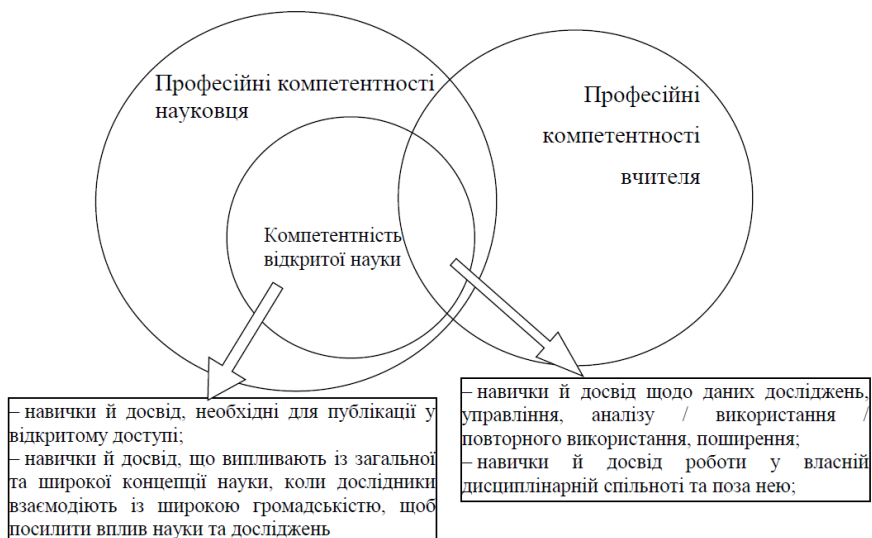 Професійні компетентності
науковця
Професійні
компетентності
вчителя
Компетентність
відкритої науки
– навички й досвід, необхідні для публікації у
відкритому доступі;
– навички й досвід, що випливають із загальної
та широкої концепції науки, коли дослідники
взаємодіють із широкою громадськістю, щоб
посилити вплив науки та досліджень
– навички й досвід щодо даних досліджень,
управління, аналізу / використання /
повторного використання, поширення;
– навички й досвід роботи у власній
дисциплінарній спільноті та поза нею;